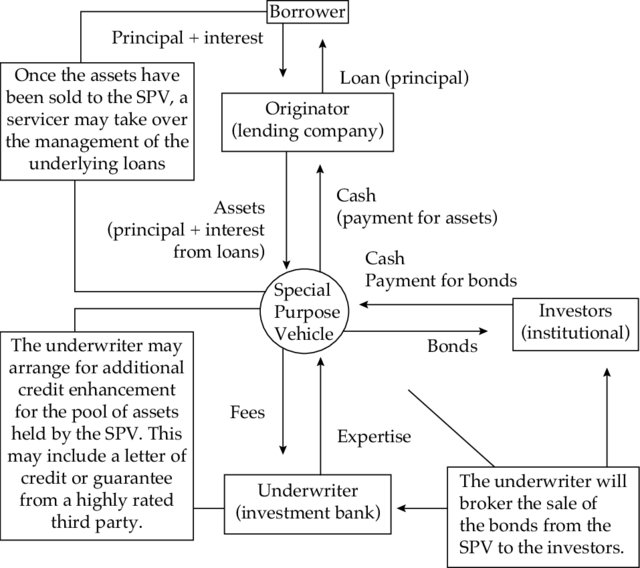 Borrower
Principal + interest
Loan (principal)
Once the assets have
been sold to the SPV, a
servicer may take over
the management of the
underlying loans
Originator
(lending company)
Assets
(principal + interest
from loans)
Cash
(payment for assets)
Cash
Payment for bonds
Special
Purpose
Vehicle
Investors
(institutional)
Bonds
The underwriter may
arrange for additional
credit enhancement
for the pool of assets
held by the SPV. This
may include a letter of
credit or guarantee
from a highly rated
third party.
Fees
Expertise
Underwriter
(investment bank)
The underwriter will
broker the sale of
the bonds from the
SPV to the investors.